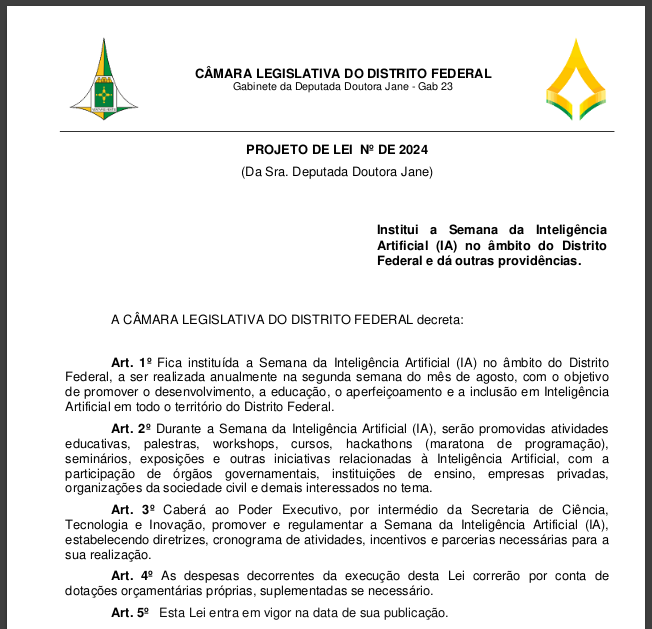 CÂMARA LEGISLATIVA DO DISTRITO FEDERAL
Gabinete da Deputada Doutora Jane - Gab 23
PROJETO DE LEI Nº DE 2024
(Da Sra. Deputada Doutora Jane)
Institui a Semana da Inteligência
Artificial (IA) no âmbito do Distrito
Federal e dá outras providências.
A CÂMARA LEGISLATIVA DO DISTRITO FEDERAL decreta:
Art. 1º Fica instituída a Semana da Inteligência Artificial (IA) no âmbito do Distrito
Federal, a ser realizada anualmente na segunda semana do mês de agosto, com o objetivo
de promover o desenvolvimento, a educação, o aperfeiçoamento e a inclusão em Inteligência
Artificial em todo o território do Distrito Federal.
Art. 2º Durante a Semana da Inteligência Artificial (IA), serão promovidas atividades
educativas, palestras, workshops, cursos, hackathons (maratona de programação),
seminários, exposições e outras iniciativas relacionadas à Inteligência Artificial, com a
participação de órgãos governamentais, instituições de ensino, empresas privadas,
organizações da sociedade civil e demais interessados no tema.
Art. 3º Caberá ao Poder Executivo, por intermédio da Secretaria de Ciência,
Tecnologia e Inovação, promover e regulamentar a Semana da Inteligência Artificial (IA),
estabelecendo diretrizes, cronograma de atividades, incentivos e parcerias necessárias para a
sua realização.
Art. 4º As despesas decorrentes da execução desta Lei correrão por conta de
dotações orçamentárias próprias, suplementadas se necessário.
Art. 5º Esta Lei entra em vigor na data de sua publicação.